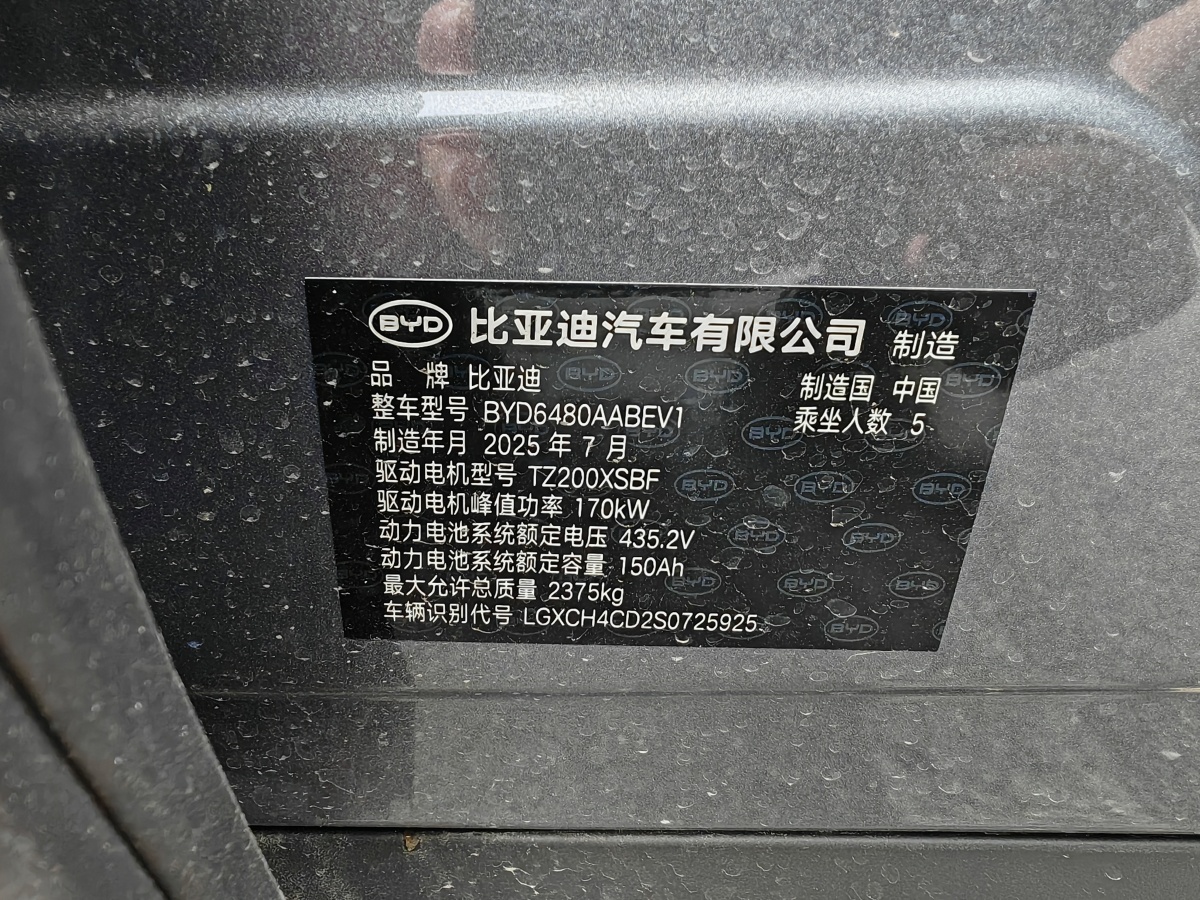 BYD 比亚迪汽车有限公司 制造
品 牌 比亚迪 制造国 中国
整车型号 BYD6480AABEV1 乘坐人数 5
制造年月 2025 年 7 月
驱动电机型号 TZ200XSBF
驱动电机峰值功率 170kW
动力电池系统额定电压 435.2V
动力电池系统额定容量 150Ah
最大允许总质量 2375kg
车辆识别代号 LGXCH4CD2S0725925